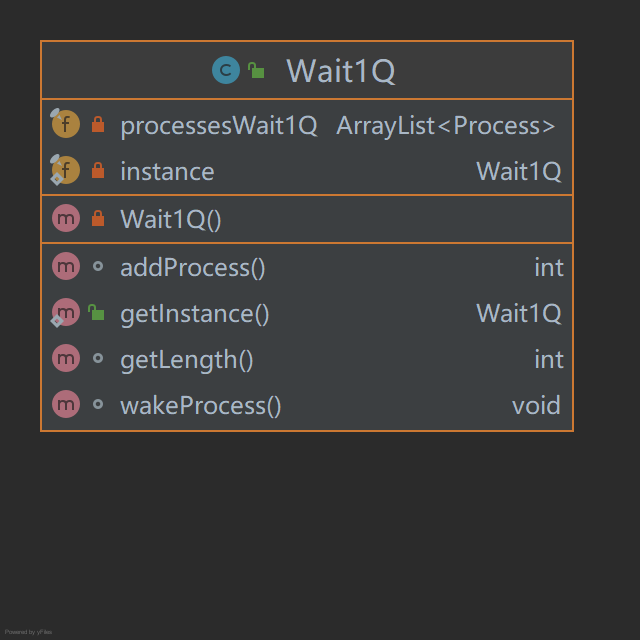 C Wait1Q
f processesWait1Q ArrayList<Process>
f instance Wait1Q
m Wait1Q()
m addProcess() int
m getInstance() Wait1Q
m getLength() int
m wakeProcess() void
Powered by yFiles